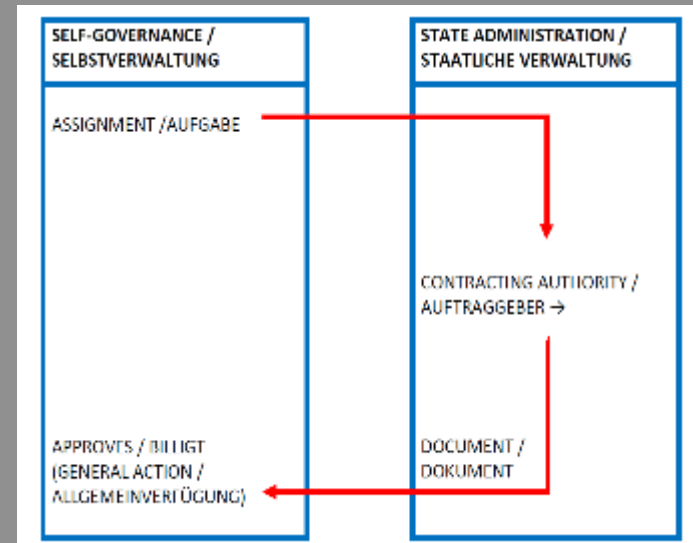 SELF-GOVERNANCE /
SELBSTVERWALTUNG
ASSIGNMENT /AUFGABE
APPROVES / BILLIGT
(GENERAL ACTION /
ALLGEMEINVERFÜGUNG)
STATE ADMINISTRATION /
STAATLICHE VERWALTUNG
CONTRACTING AUTHORITY /
AUFTRAGGEBER →
DOCUMENT /
DOKUMENT